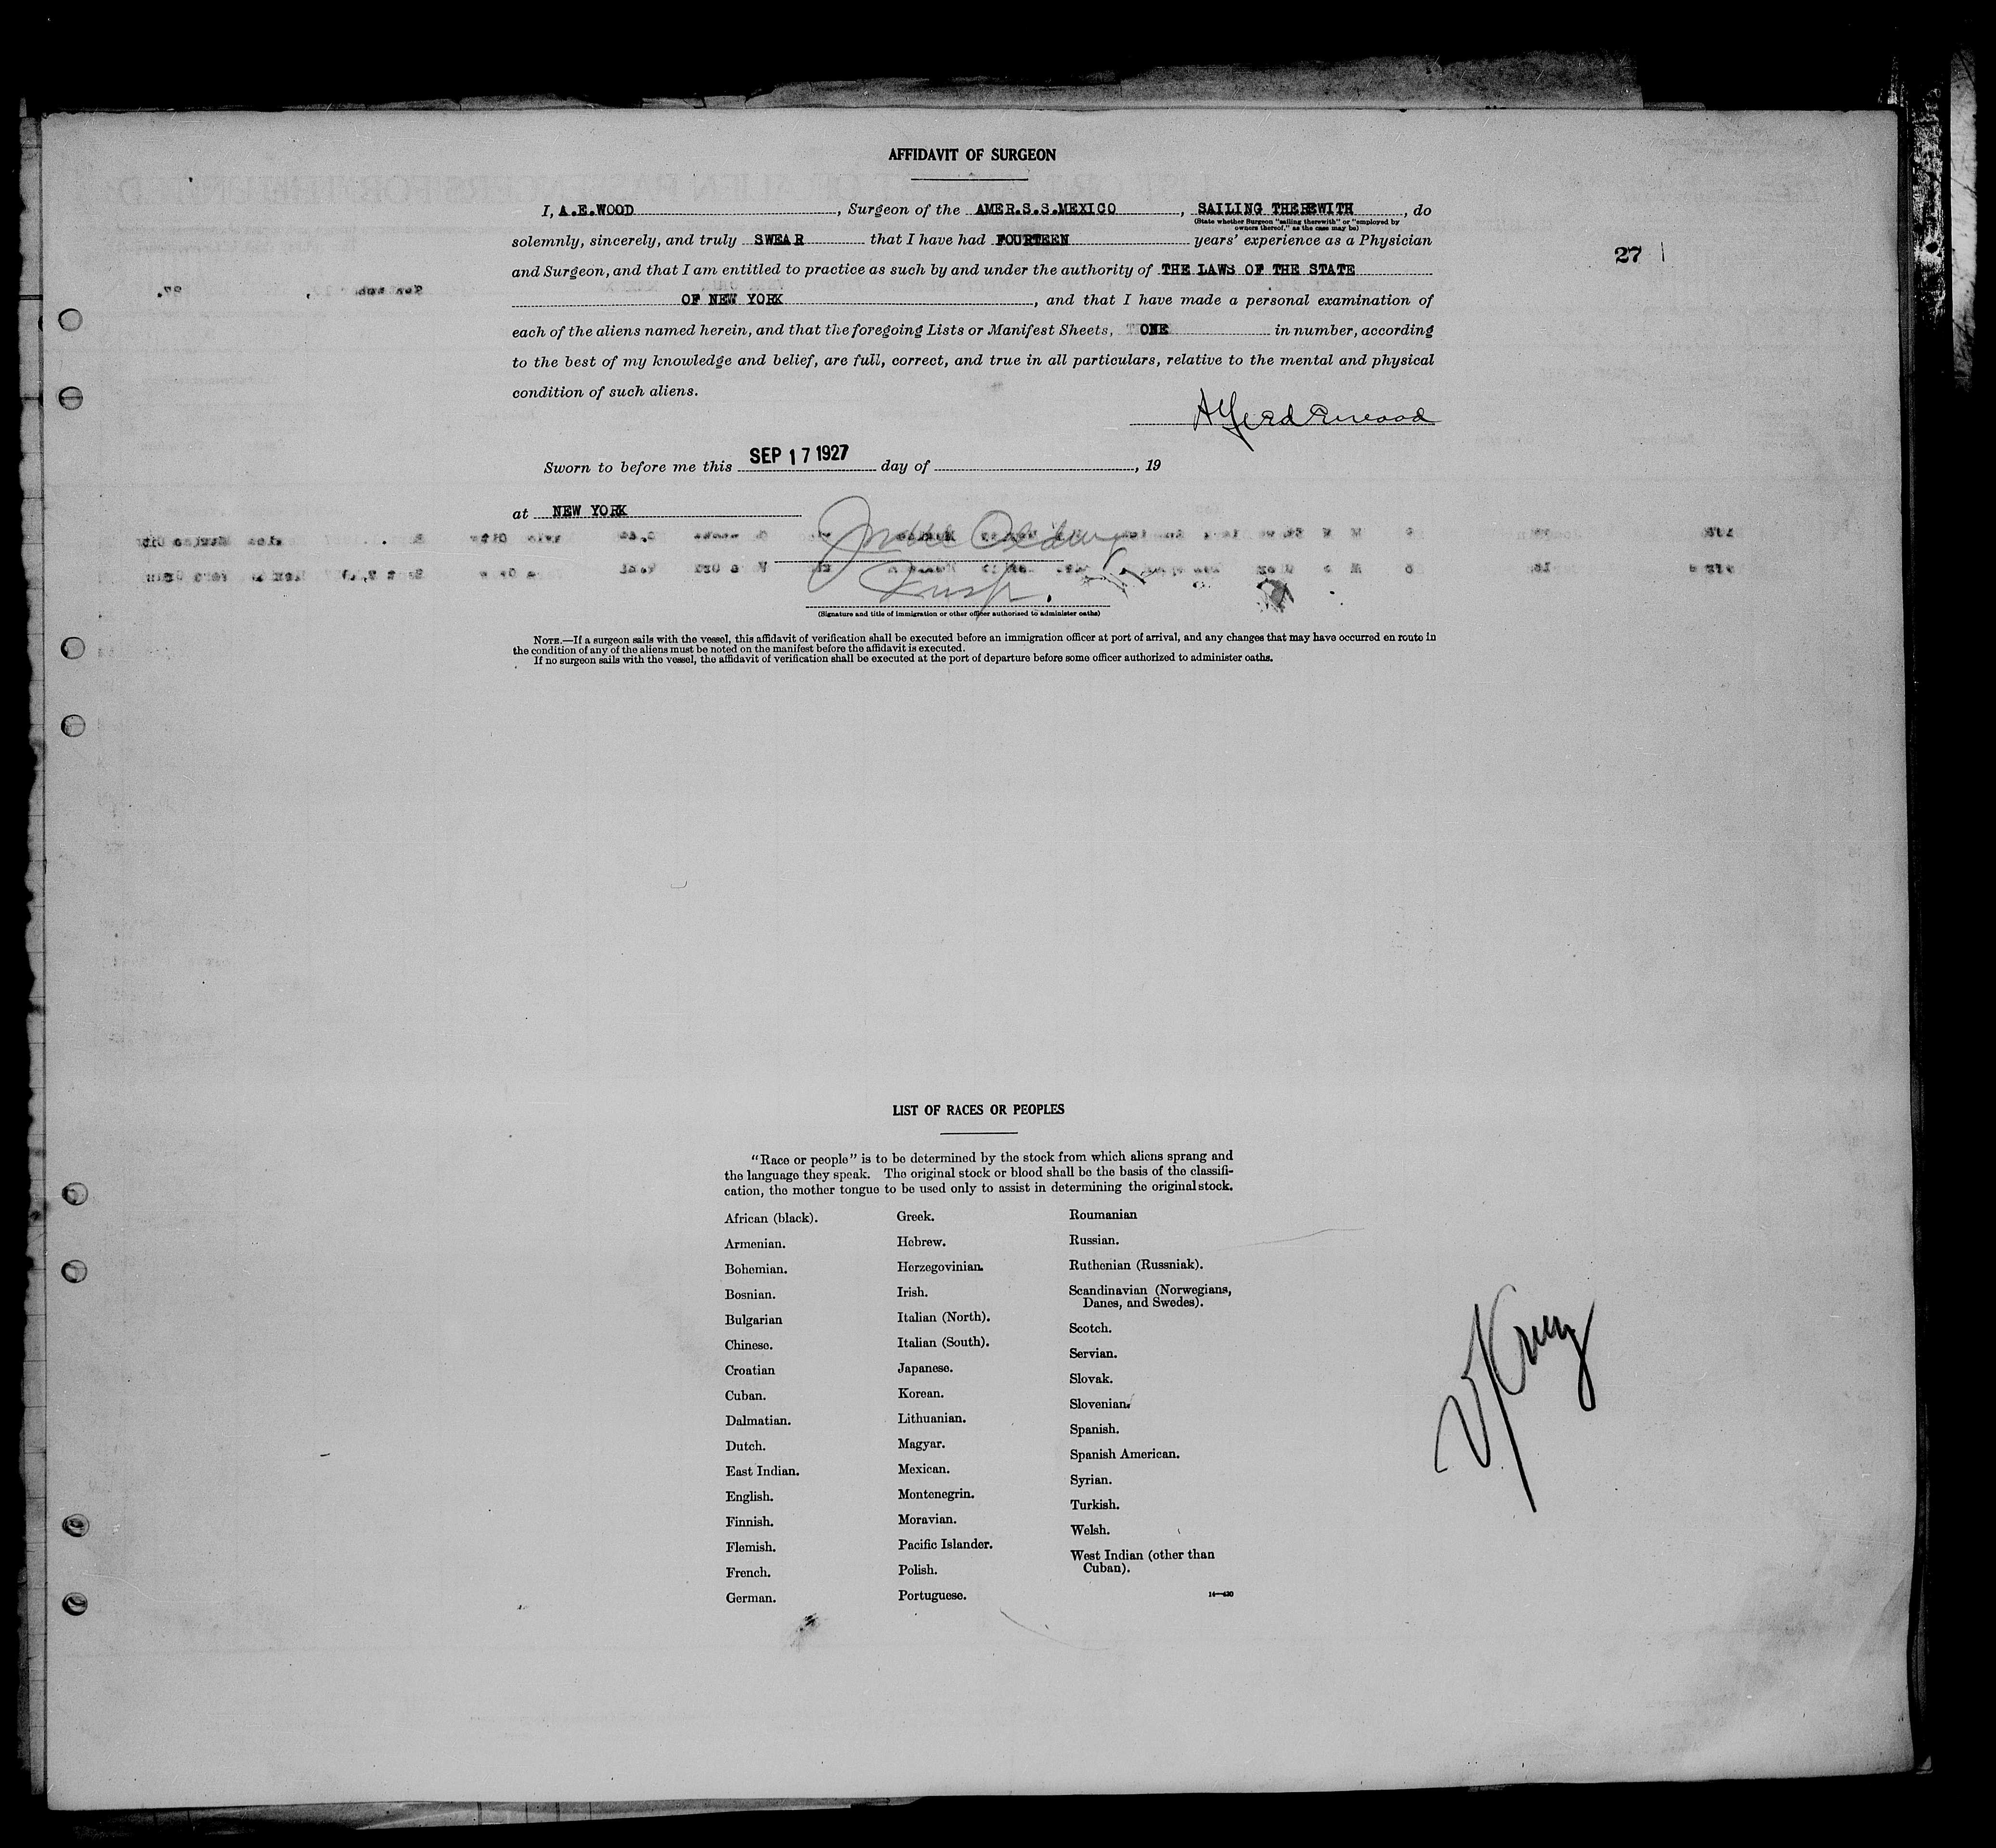 AFFIDAVIT OF SURGEON
I, A.E.WOOD, Surgeon of the AMER.S.S.MEXICO, SAILING THEREWITH, do
(State whether Surgeon "sailing therewith" or "employed by
owners thereof," as the case may be)
solemnly, sincerely, and truly SWEAR that I have had FOURTEEN years' experience as a Physician
27
and Surgeon, and that I am entitled to practice as such by and under the authority of THE LAWS OF THE STATE
OF NEW YORK, and that I have made a personal examination of
each of the aliens named herein, and that the foregoing Lists or Manifest Sheets, ONE in number, according
to the best of my knowledge and belief, are full, correct, and true in all particulars, relative to the mental and physical
condition of such aliens.
Sworn to before me this SEP 17 1927 day of , 19
at NEW YORK
Insp.
(Signature and title of immigration or other officer authorized to administer oaths)
NOTE.—If a surgeon sails with the vessel, this affidavit of verification shall be executed before an immigration officer at port of arrival, and any changes that may have occurred en route in
the condition of any of the aliens must be noted on the manifest before the affidavit is executed.
If no surgeon sails with the vessel, the affidavit of verification shall be executed at the port of departure before some officer authorized to administer oaths.
LIST OF RACES OR PEOPLES
"Race or people" is to be determined by the stock from which aliens sprang and
the language they speak. The original stock or blood shall be the basis of the classifi-
cation, the mother tongue to be used only to assist in determining the original stock.
African (black).
Armenian.
Bohemian.
Bosnian.
Bulgarian
Chinese.
Croatian
Cuban.
Dalmatian.
Dutch.
East Indian.
English.
Finnish.
Flemish.
French.
German.
Greek.
Hebrew.
Herzegovinian.
Irish.
Italian (North).
Italian (South).
Japanese.
Korean.
Lithuanian.
Magyar.
Mexican.
Montenegrin.
Moravian.
Pacific Islander.
Polish.
Portuguese.
Roumanian
Russian.
Ruthenian (Russniak).
Scandinavian (Norwegians,
Danes, and Swedes).
Scotch.
Servian.
Slovak.
Slovenian.
Spanish.
Spanish American.
Syrian.
Turkish.
Welsh.
West Indian (other than
Cuban).
14—430
V Cruz